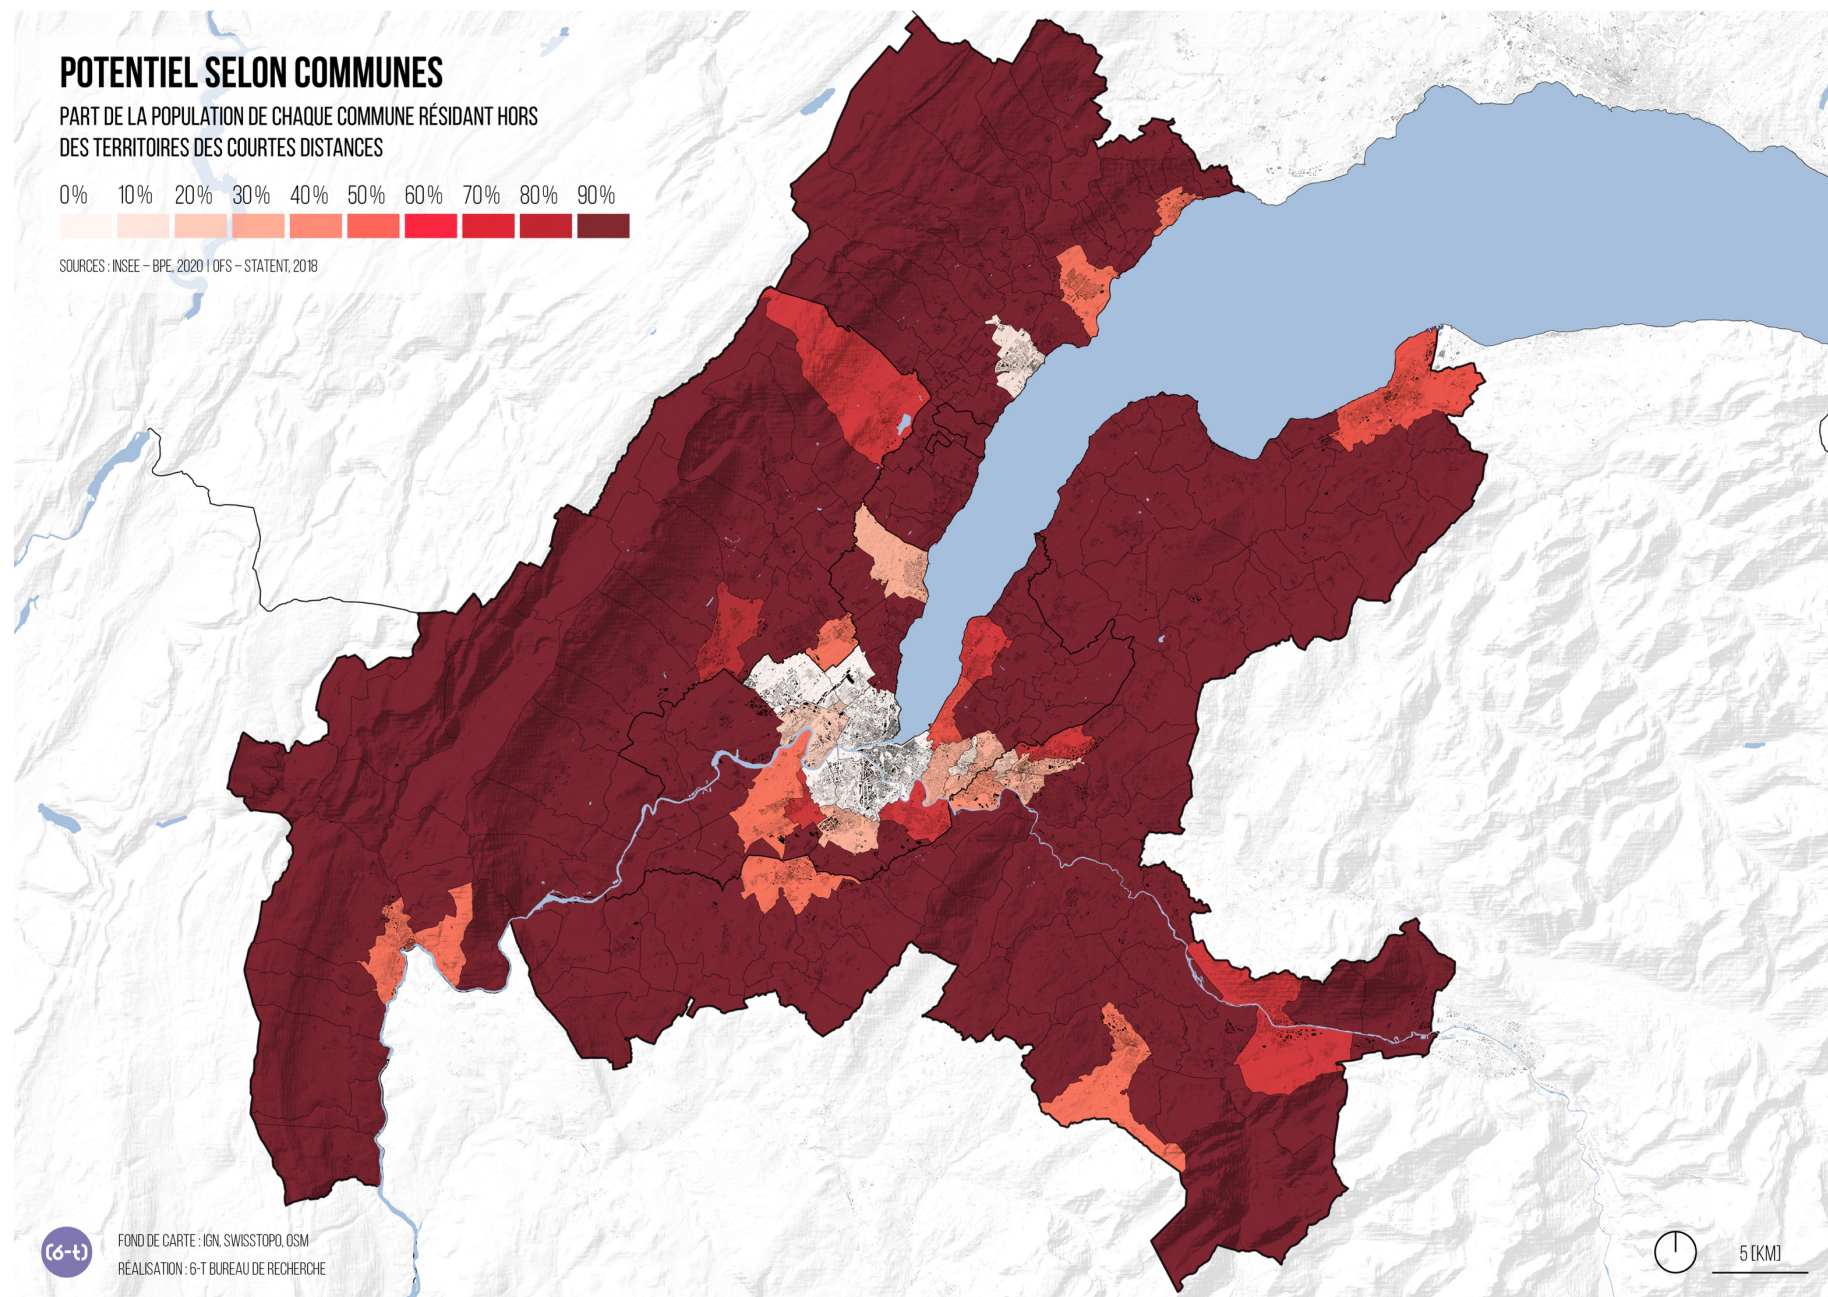 POTENTIEL SELON COMMUNES
PART DE LA POPULATION DE CHAQUE COMMUNE RÉSIDANT HORS
DES TERRITOIRES DES COURTES DISTANCES
0% 10% 20% 30% 40% 50% 60% 70% 80% 90%
SOURCES : INSEE – BPE, 2020 | OFS – STATENT, 2018
(6-t)
FOND DE CARTE : IGN, SWISSTOPO, OSM
RÉALISATION : 6-T BUREAU DE RECHERCHE
5 [KM]